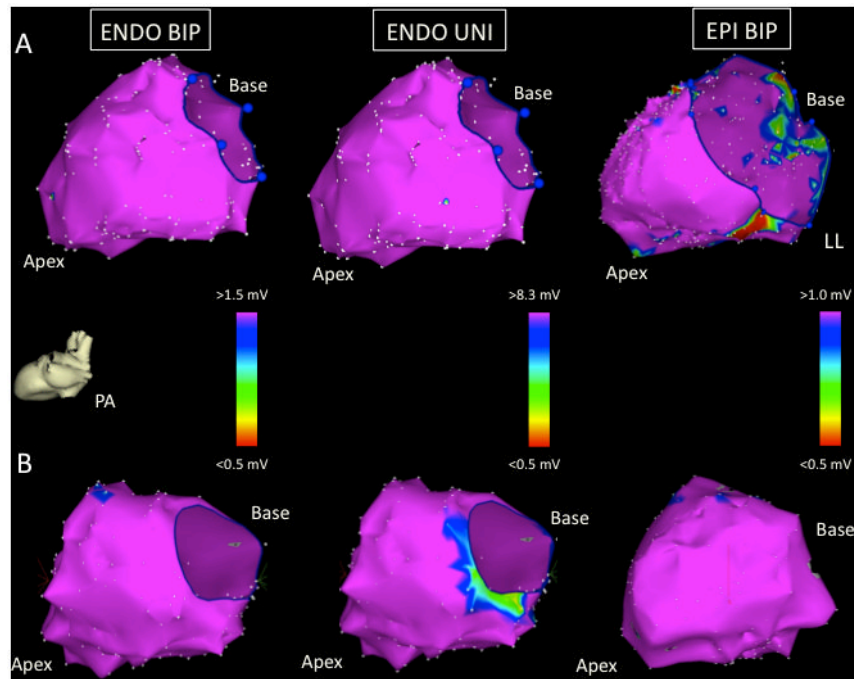 A
ENDO BIP
ENDO UNI
EPI BIP
Base
Base
Base
Apex
Apex
Apex
LL
>1.5 mV
>8.3 mV
>1.0 mV
PA
<0.5 mV
<0.5 mV
<0.5 mV
B
Base
Base
Base
Apex
Apex
Apex